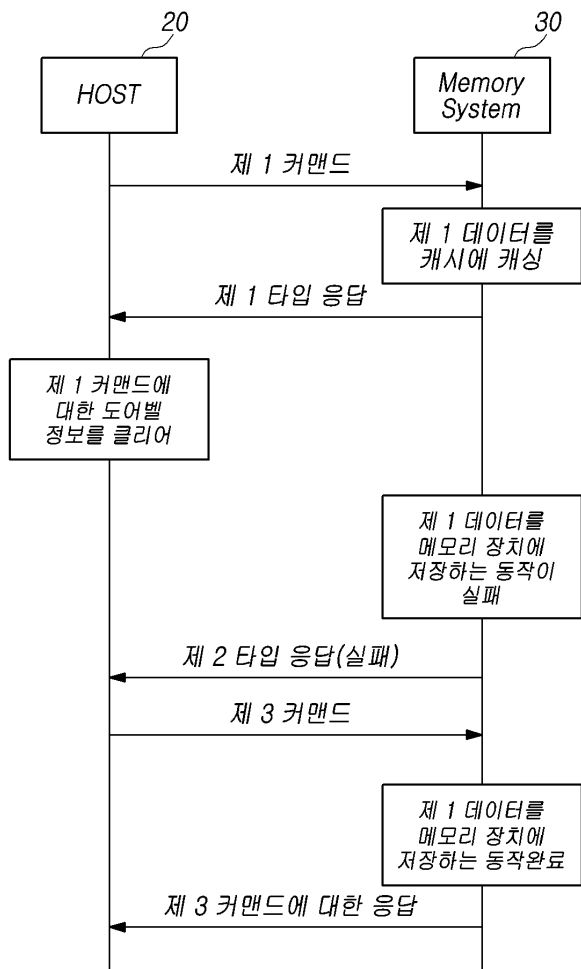 20
30
HOST
Memory
System
제 1 커맨드
제 1 데이터를
캐시에 캐싱
제 1 타입 응답
제 1 커맨드에
대한 도어벨
정보를 클리어
제 1 데이터를
메모리 장치에
저장하는 동작이
실패
제 2 타입 응답(실패)
제 3 커맨드
제 1 데이터를
메모리 장치에
저장하는 동작완료
제 3 커맨드에 대한 응답